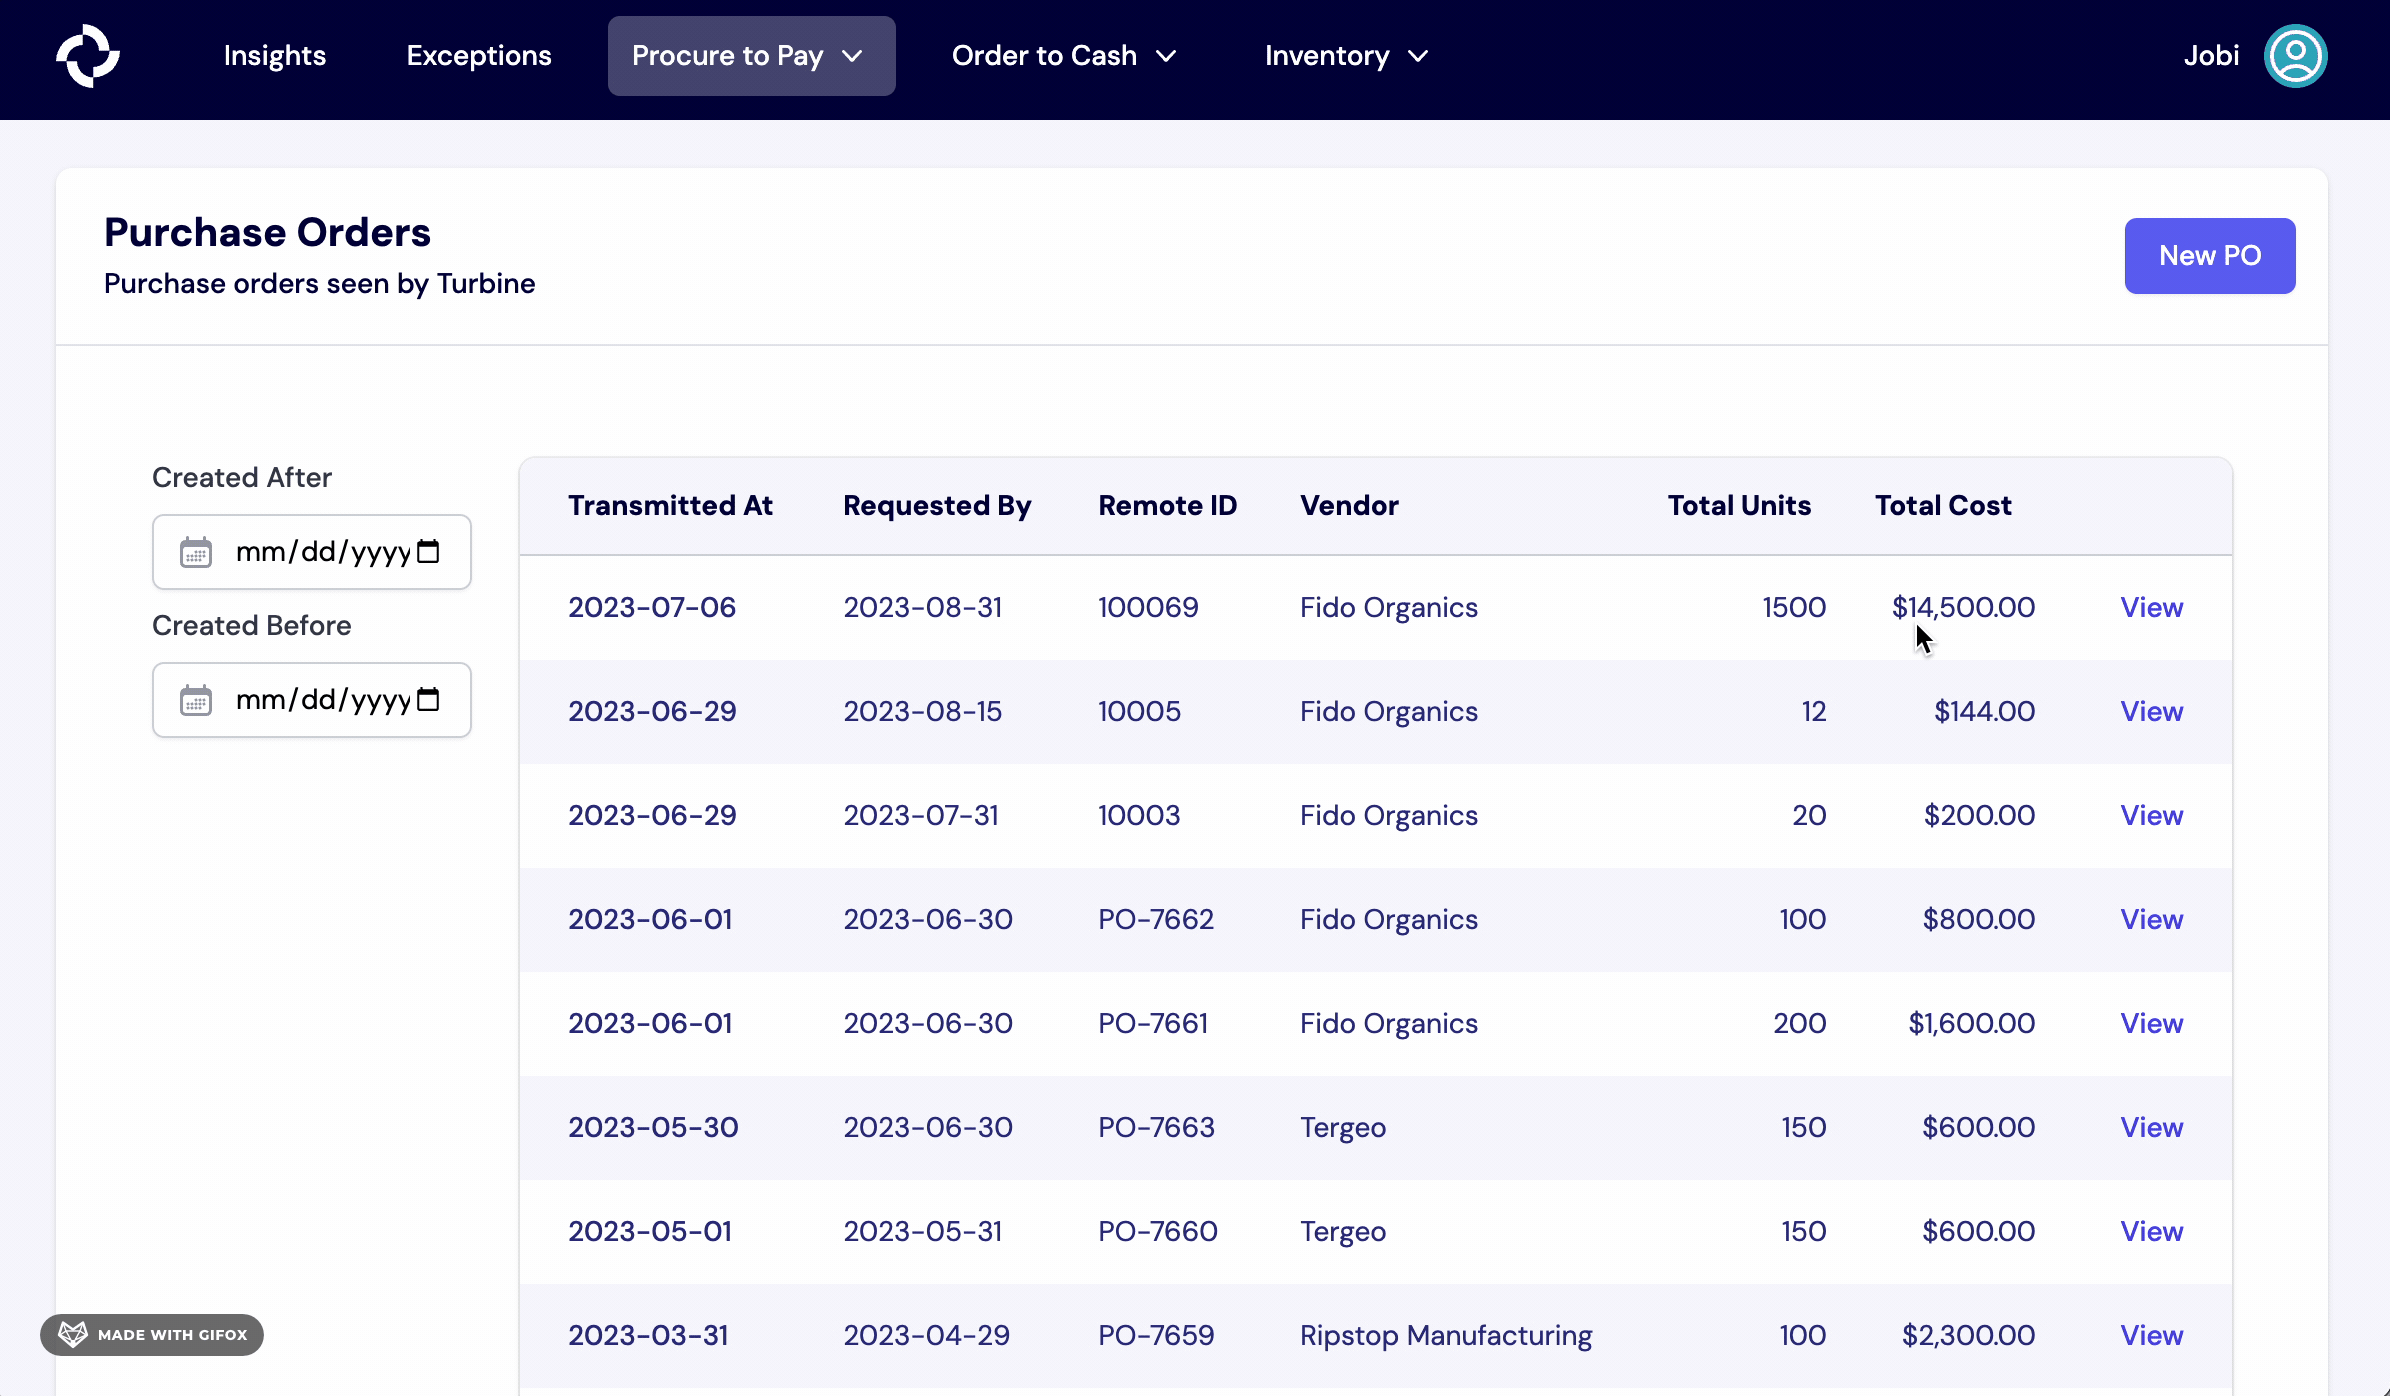 Insights Exceptions Procure to Pay Order to Cash Inventory Jobi
Purchase Orders
Purchase orders seen by Turbine
New PO
Created After
mm/dd/yyyy
Created Before
mm/dd/yyyy
Transmitted At Requested By Remote ID Vendor Total Units Total Cost
2023-07-06 2023-08-31 100069 Fido Organics 1500 $14,500.00 View
2023-06-29 2023-08-15 10005 Fido Organics 12 $144.00 View
2023-06-29 2023-07-31 10003 Fido Organics 20 $200.00 View
2023-06-01 2023-06-30 PO-7662 Fido Organics 100 $800.00 View
2023-06-01 2023-06-30 PO-7661 Fido Organics 200 $1,600.00 View
2023-05-30 2023-06-30 PO-7663 Tergeo 150 $600.00 View
2023-05-01 2023-05-31 PO-7660 Tergeo 150 $600.00 View
2023-03-31 2023-04-29 PO-7659 Ripstop Manufacturing 100 $2,300.00 View
MADE WITH GIFOX